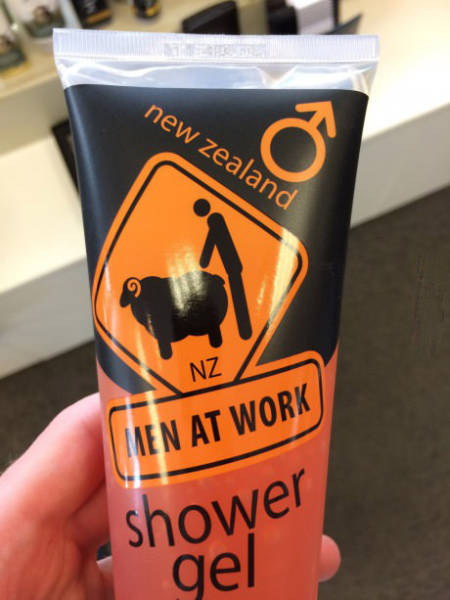 new zealand
NZ
MEN AT WORK
shower
gel